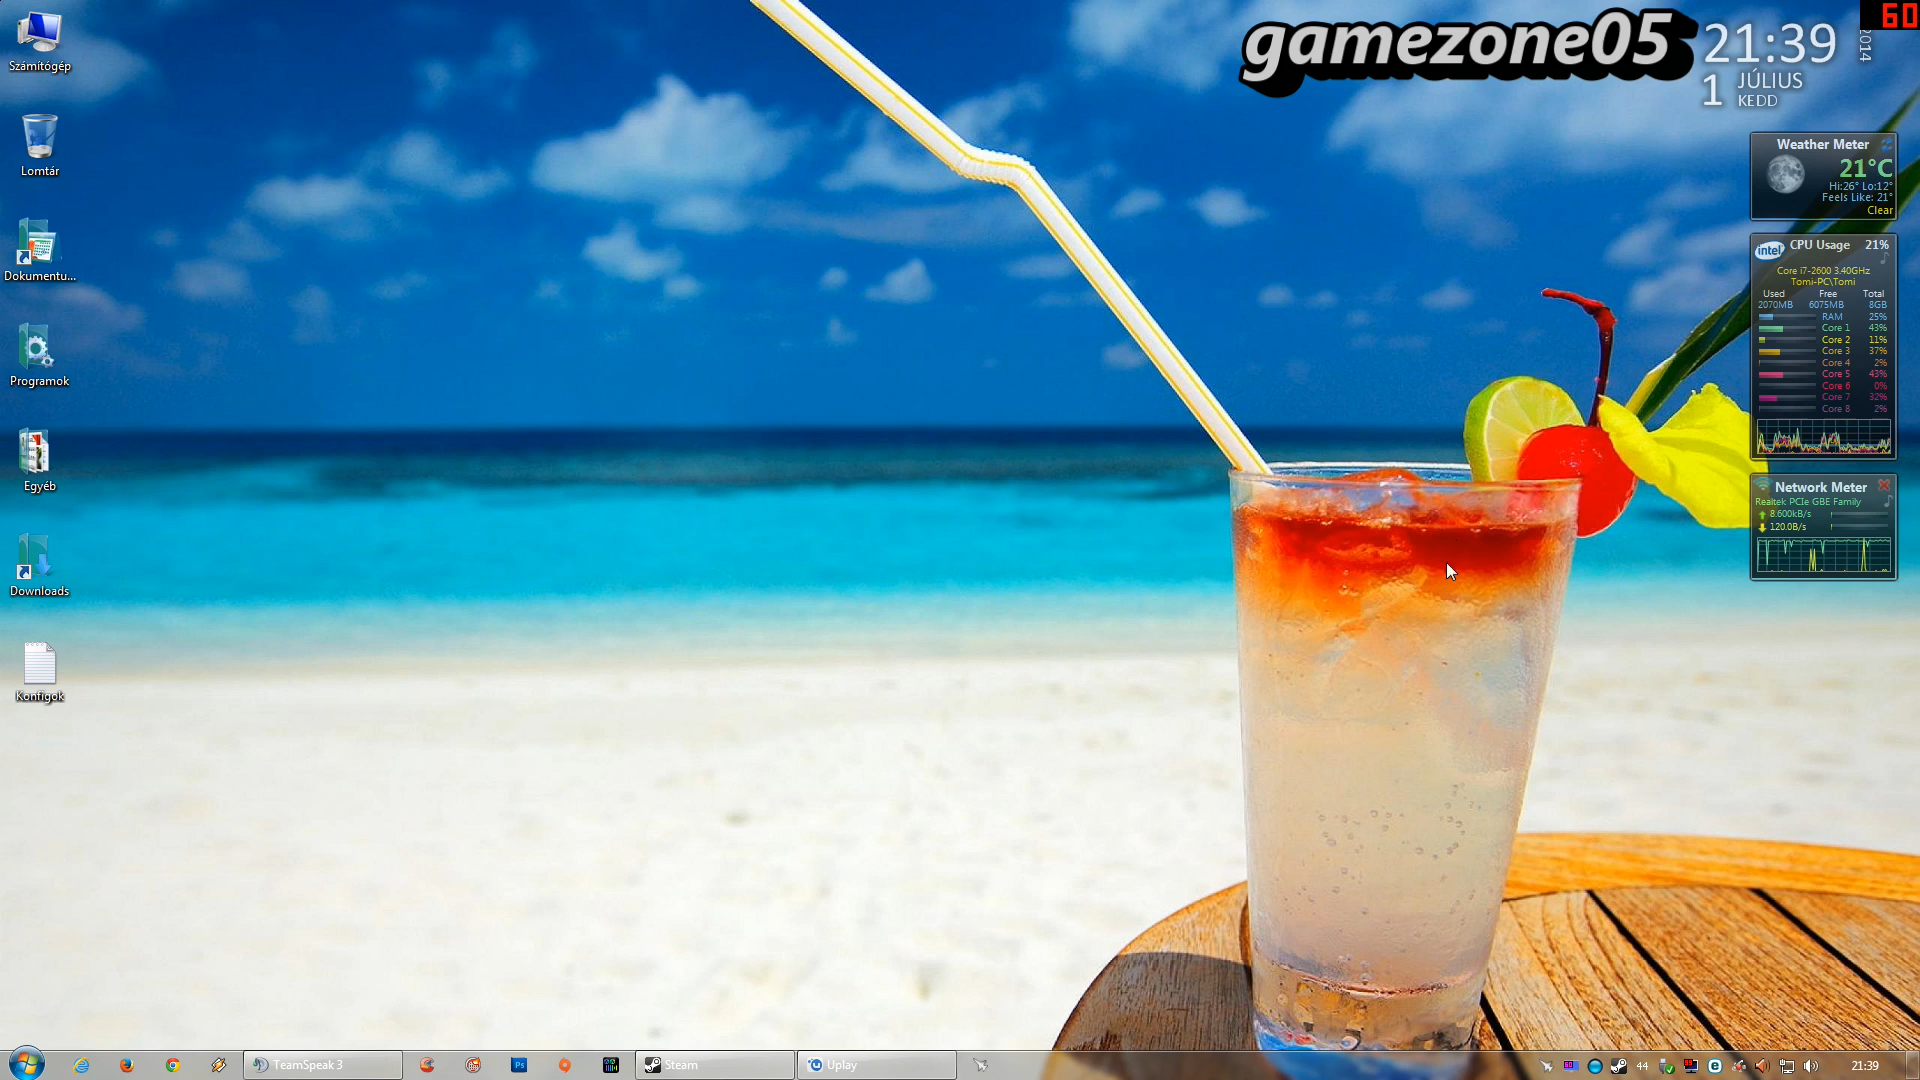 Számítógép
Lomtár
Dokumentu...
Programok
Egyéb
Downloads
Konfigok
gamezone05
21:39
2014
1 JÚLIUS
KEDD
60
Weather Meter
21°C
Hi:26° Lo:12°
Feels Like: 21°
Clear
intel CPU Usage 21%
Core i7-2600 3.40GHz
Tomi-PC\Tomi
Used Free Total
2070MB 6075MB 8GB
RAM 25%
Core 1 43%
Core 2 11%
Core 3 37%
Core 4 2%
Core 5 43%
Core 6 0%
Core 7 32%
Core 8 2%
Network Meter
Realtek PCIe GBE Family
8.600kB/s
120.0B/s
TeamSpeak 3
Ps
Steam
Uplay
44
21:39